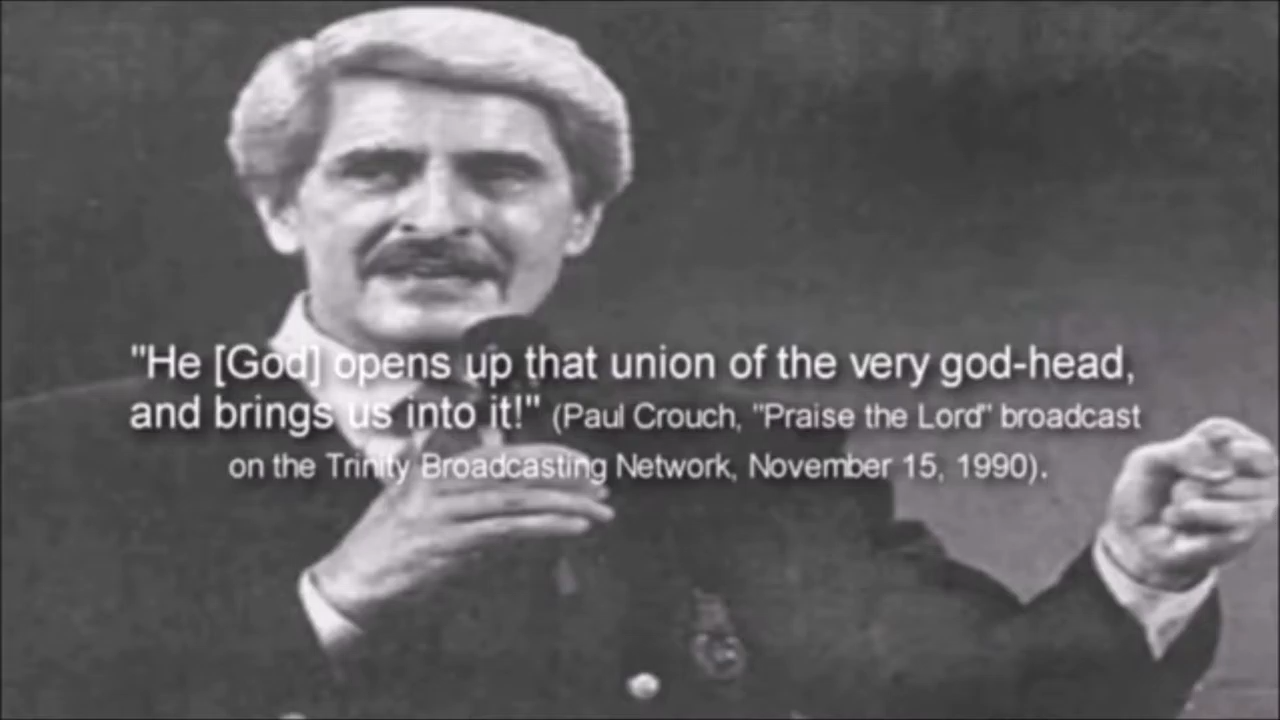 "He [God] opens up that union of the very god-head,
and brings us into it!" (Paul Crouch, "Praise the Lord" broadcast
on the Trinity Broadcasting Network, November 15, 1990).